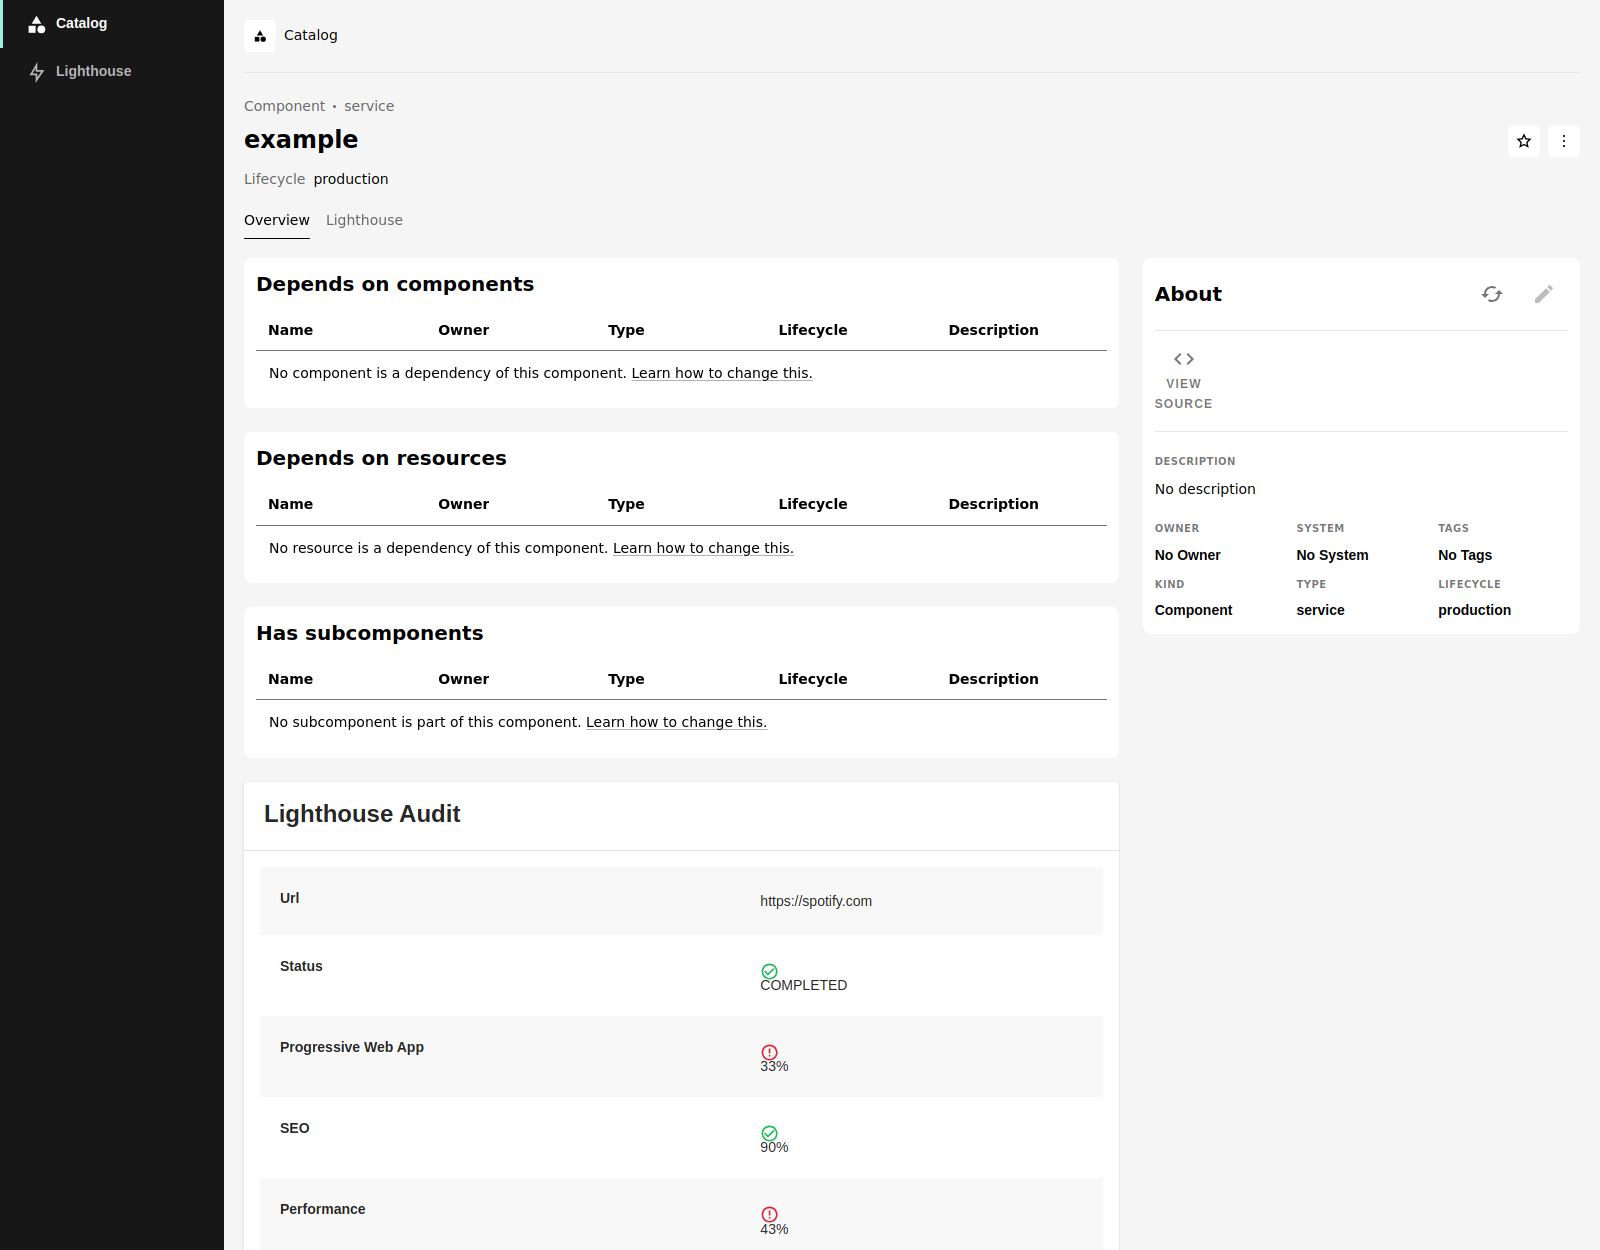 Catalog
Lighthouse
Catalog
Component • service
example
Lifecycle production
Overview Lighthouse
Depends on components
Name Owner Type Lifecycle Description
No component is a dependency of this component. Learn how to change this.
Depends on resources
Name Owner Type Lifecycle Description
No resource is a dependency of this component. Learn how to change this.
Has subcomponents
Name Owner Type Lifecycle Description
No subcomponent is part of this component. Learn how to change this.
Lighthouse Audit
Url https://spotify.com
Status COMPLETED
Progressive Web App 33%
SEO 90%
Performance 43%
About
VIEW
SOURCE
DESCRIPTION
No description
OWNER SYSTEM TAGS
No Owner No System No Tags
KIND TYPE LIFECYCLE
Component service production